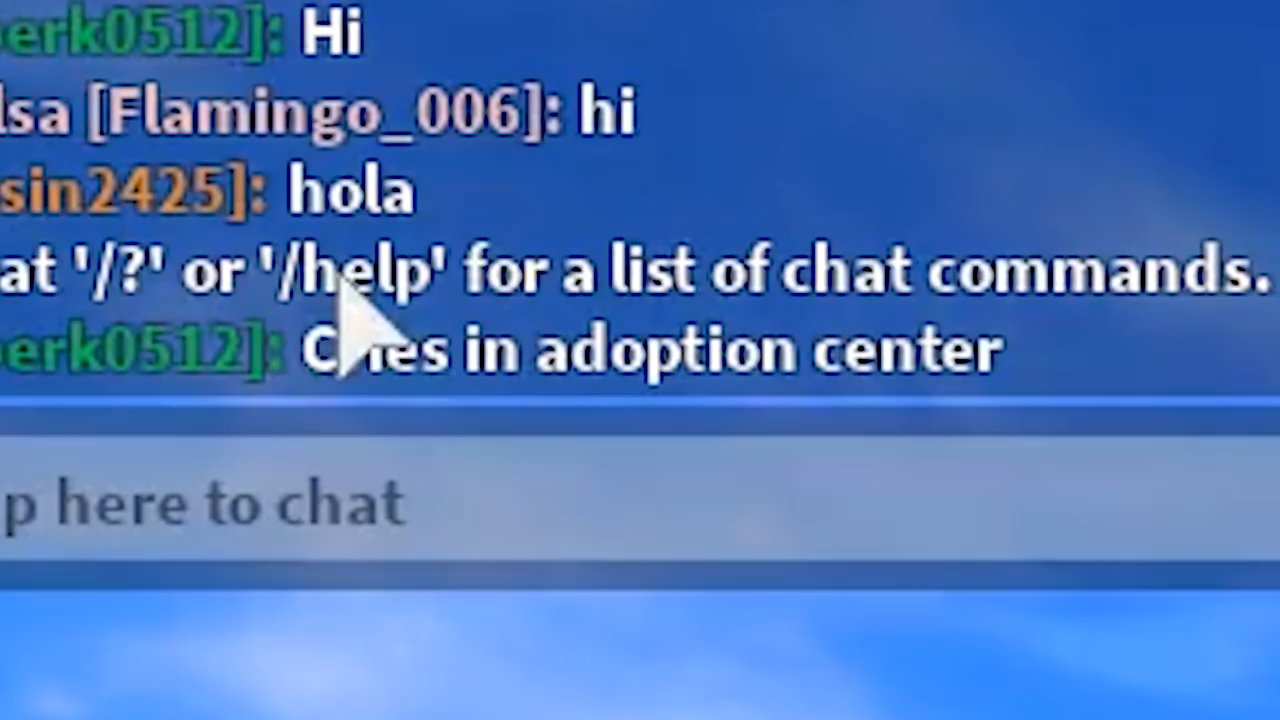 erk0512]: Hi
lsa [Flamingo_006]: hi
sin2425]: hola
at '/?' or '/help' for a list of chat commands.
erk0512]: in adoption center
p here to chat